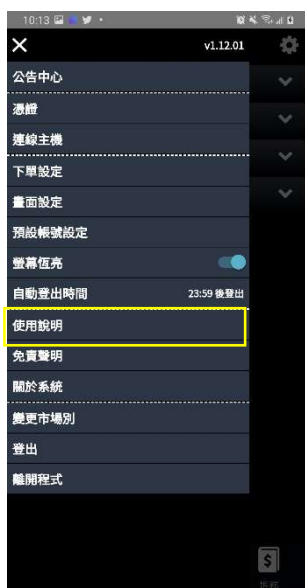 10:13
v1.12.01
公告中心
憑證
連線主機
下單設定
畫面設定
預設帳號設定
螢幕恆亮
自動登出時間 23:59 後登出
使用說明
免責聲明
關於系統
變更市場別
登出
離開程式
帳務